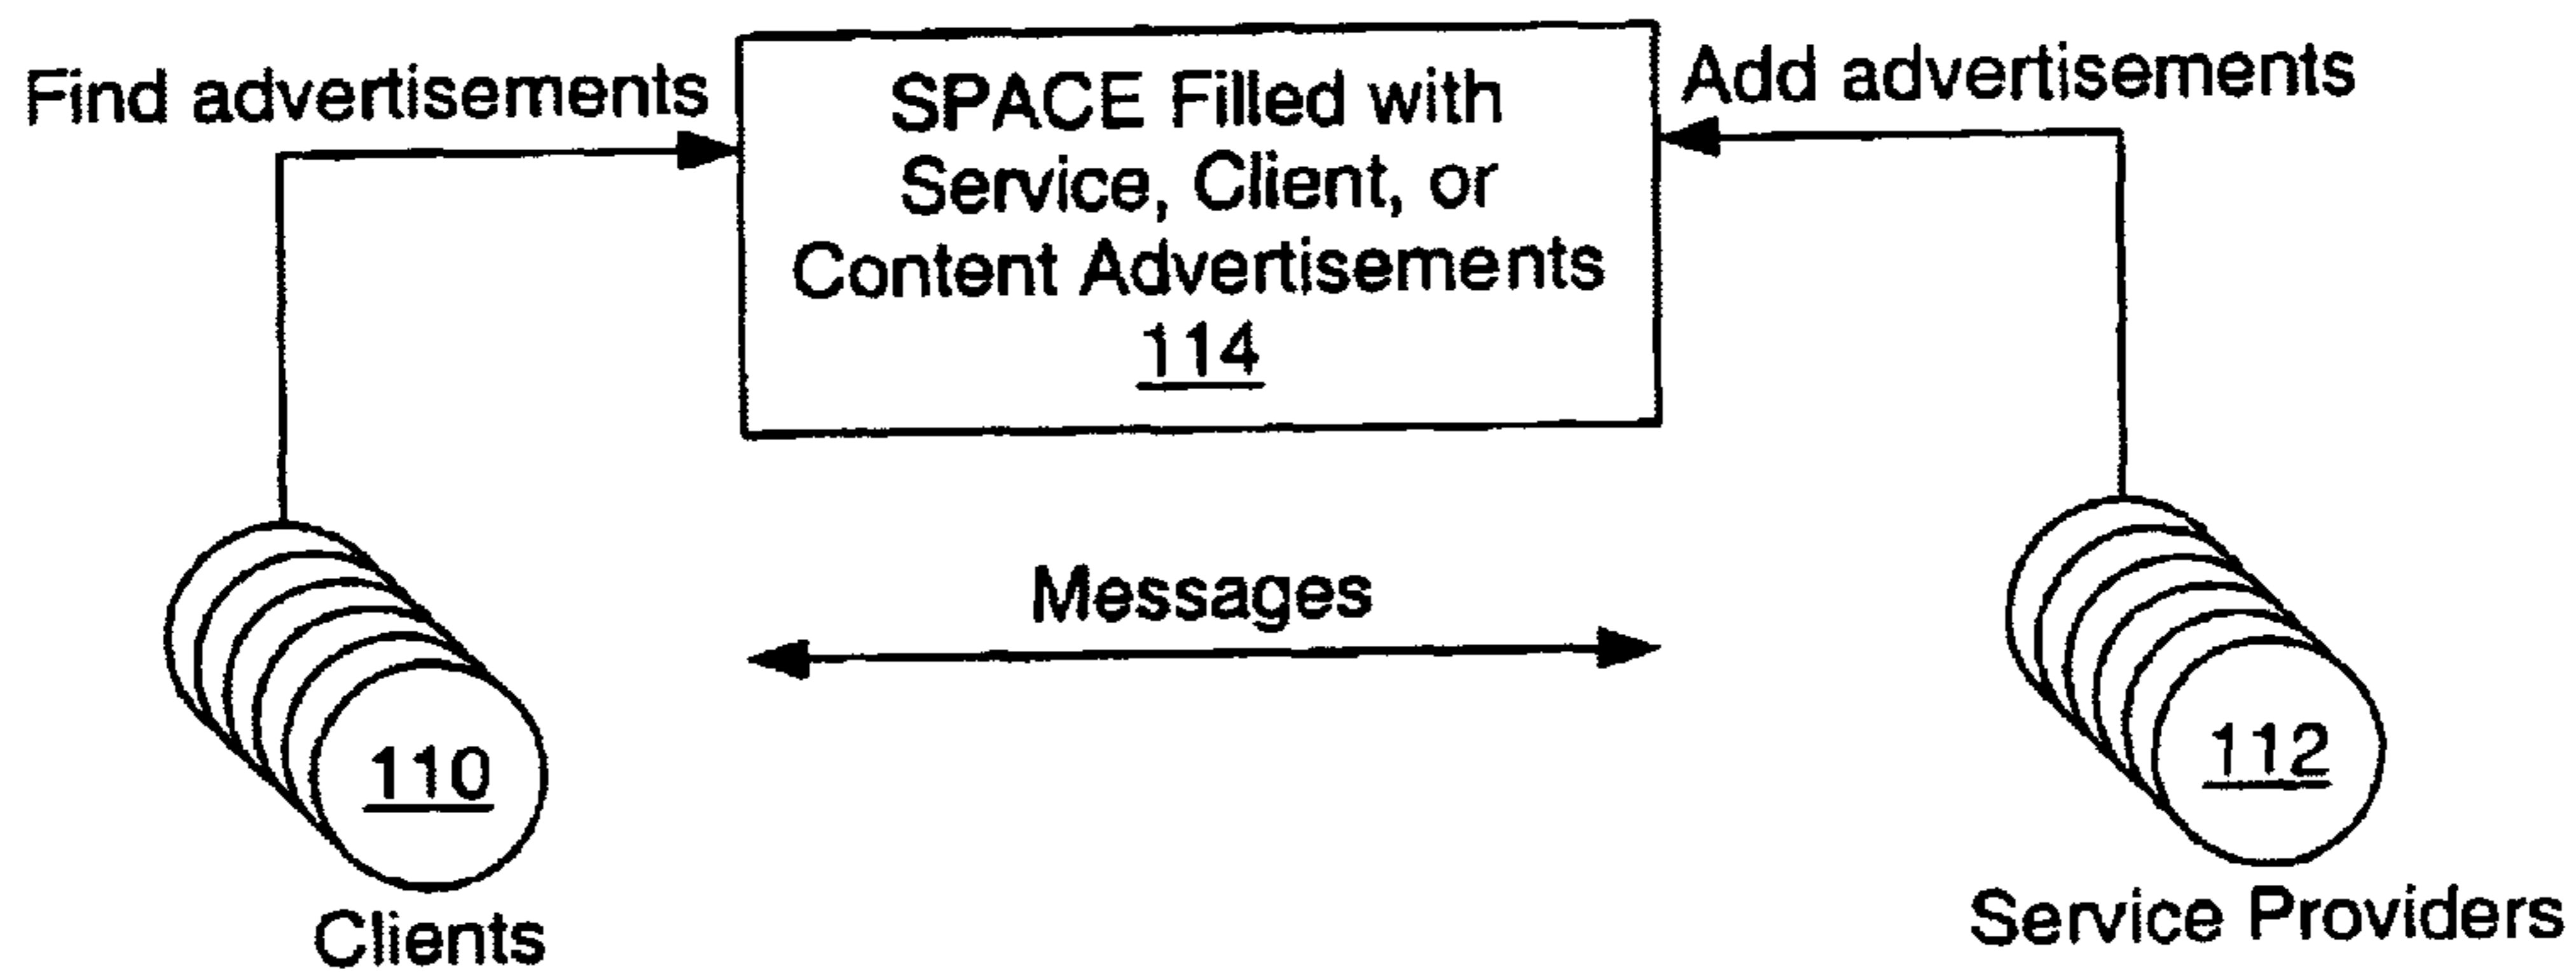 Find advertisements
SPACE Filled with
Service, Client, or
Content Advertisements
114
Add advertisements
Messages
110
Clients
112
Service Providers